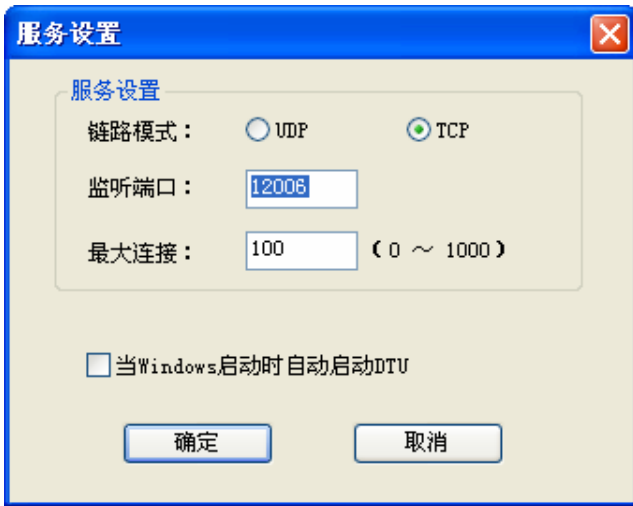 服务设置
服务设置
链路模式： UDP TCP
监听端口： 12006
最大连接： 100 (0 ～ 1000)
当Windows启动时自动启动DTU
确定 取消